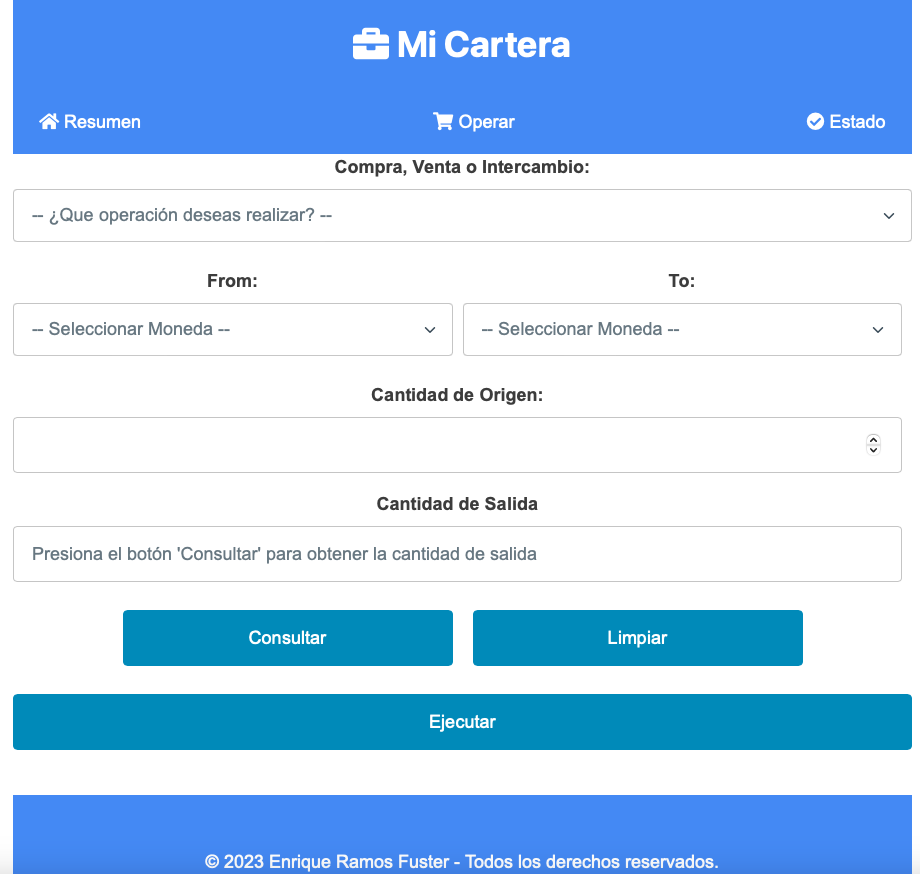 Mi Cartera
Resumen
Operar
Estado
Compra, Venta o Intercambio:
-- ¿Que operación deseas realizar? --
From:
To:
-- Seleccionar Moneda --
-- Seleccionar Moneda --
Cantidad de Origen:
Cantidad de Salida
Presiona el botón 'Consultar' para obtener la cantidad de salida
Consultar
Limpiar
Ejecutar
© 2023 Enrique Ramos Fuster - Todos los derechos reservados.